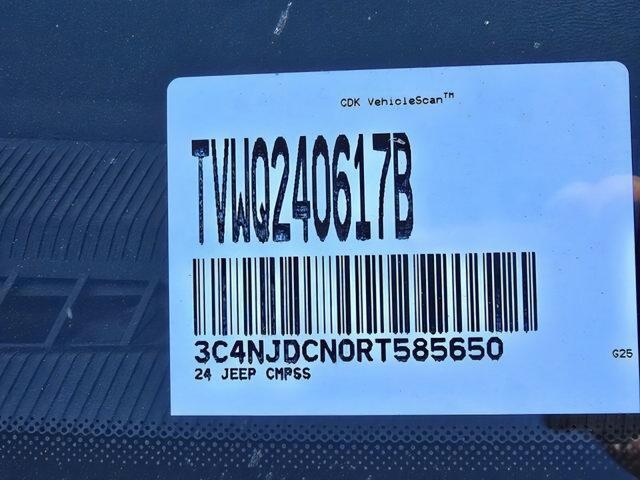 CDK VehicleScan™
TVWQ240617B
3C4NJDCN0RT585650
24 JEEP CMPSS
G25